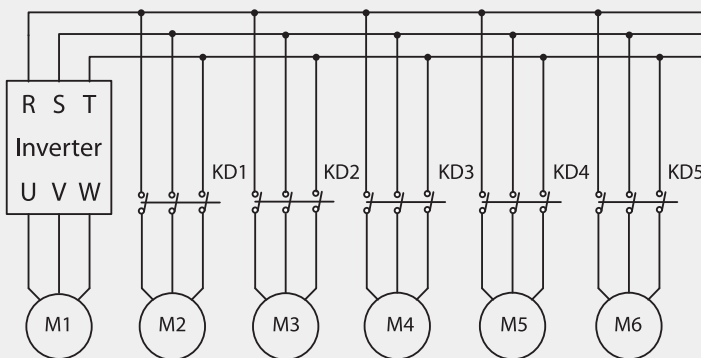 R S T
Inverter
U V W
KD1
KD2
KD3
KD4
KD5
M1
M2
M3
M4
M5
M6